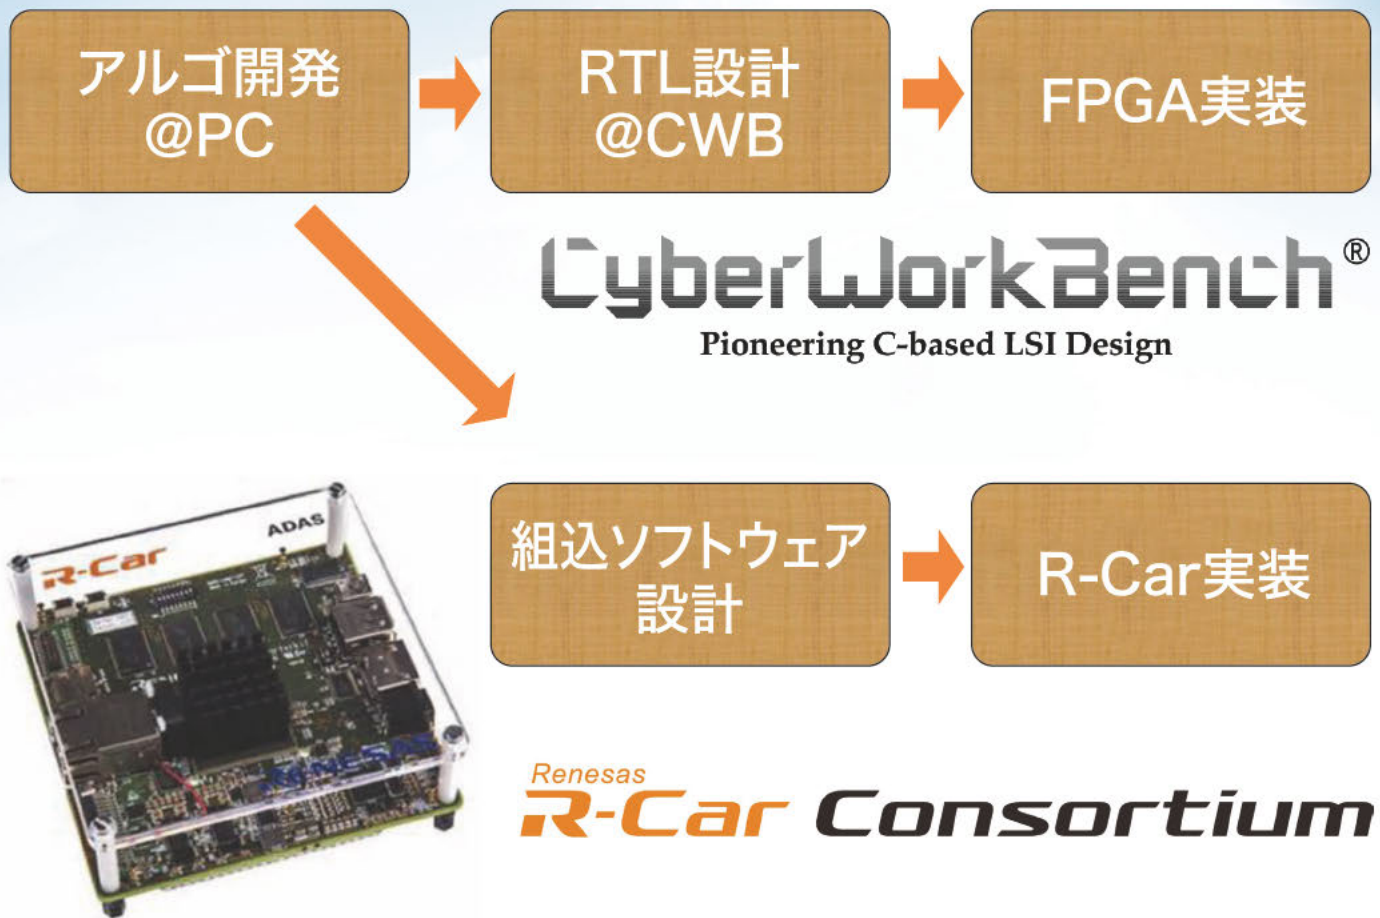 アルゴ開発
@PC
RTL設計
@CWB
FPGA実装
CyberWorkBench®
Pioneering C-based LSI Design
ADAS
R-Car
RENESAS
組込ソフトウェア
設計
R-Car実装
Renesas
R-Car Consortium